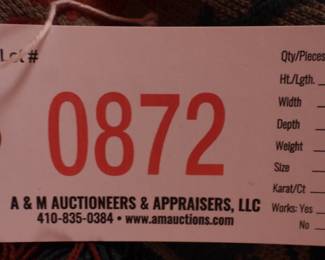 Lot #
0872
A & M AUCTIONEERS & APPRAISERS, LLC
410-835-0384 • www.amauctions.com
Qty/Pieces
Ht./Lgth.
Width
Depth
Weight
Size
Karat/Ct
Works: Yes
No